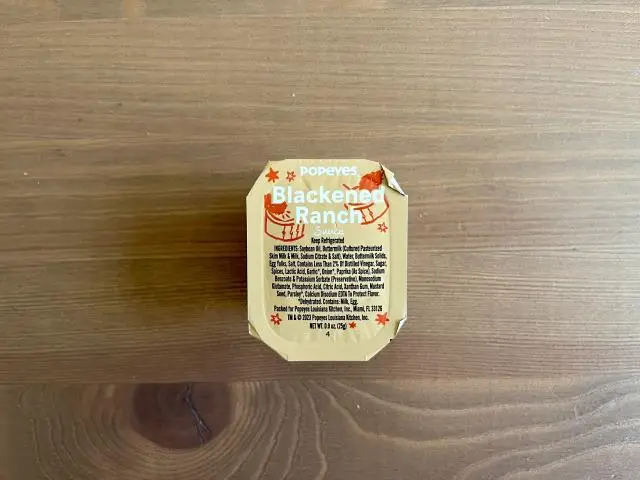 POPEYES
Blackened
Ranch
Sauce
Keep Refrigerated
INGREDIENTS: Soybean Oil, Buttermilk (Cultured Pasteurized
Skim Milk & Milk, Sodium Citrate & Salt), Water, Buttermilk Solids,
Egg Yolks, Salt, Contains Less Than 2% Of Distilled Vinegar, Sugar,
Spices, Lactic Acid, Garlic*, Onion*, Paprika (As Spice), Sodium
Benzoate & Potassium Sorbate (Preservative), Monosodium
Glutamate, Phosphoric Acid, Citric Acid, Xanthan Gum, Mustard
Seed, Parsley*, Calcium Disodium EDTA To Protect Flavor.
*Dehydrated. Contains: Milk, Egg.
Packed for Popeyes Louisiana Kitchen, Inc., Miami, FL 33126
TM & © 2023 Popeyes Louisiana Kitchen, Inc.
NET WT. 0.9 oz. (25g)
4